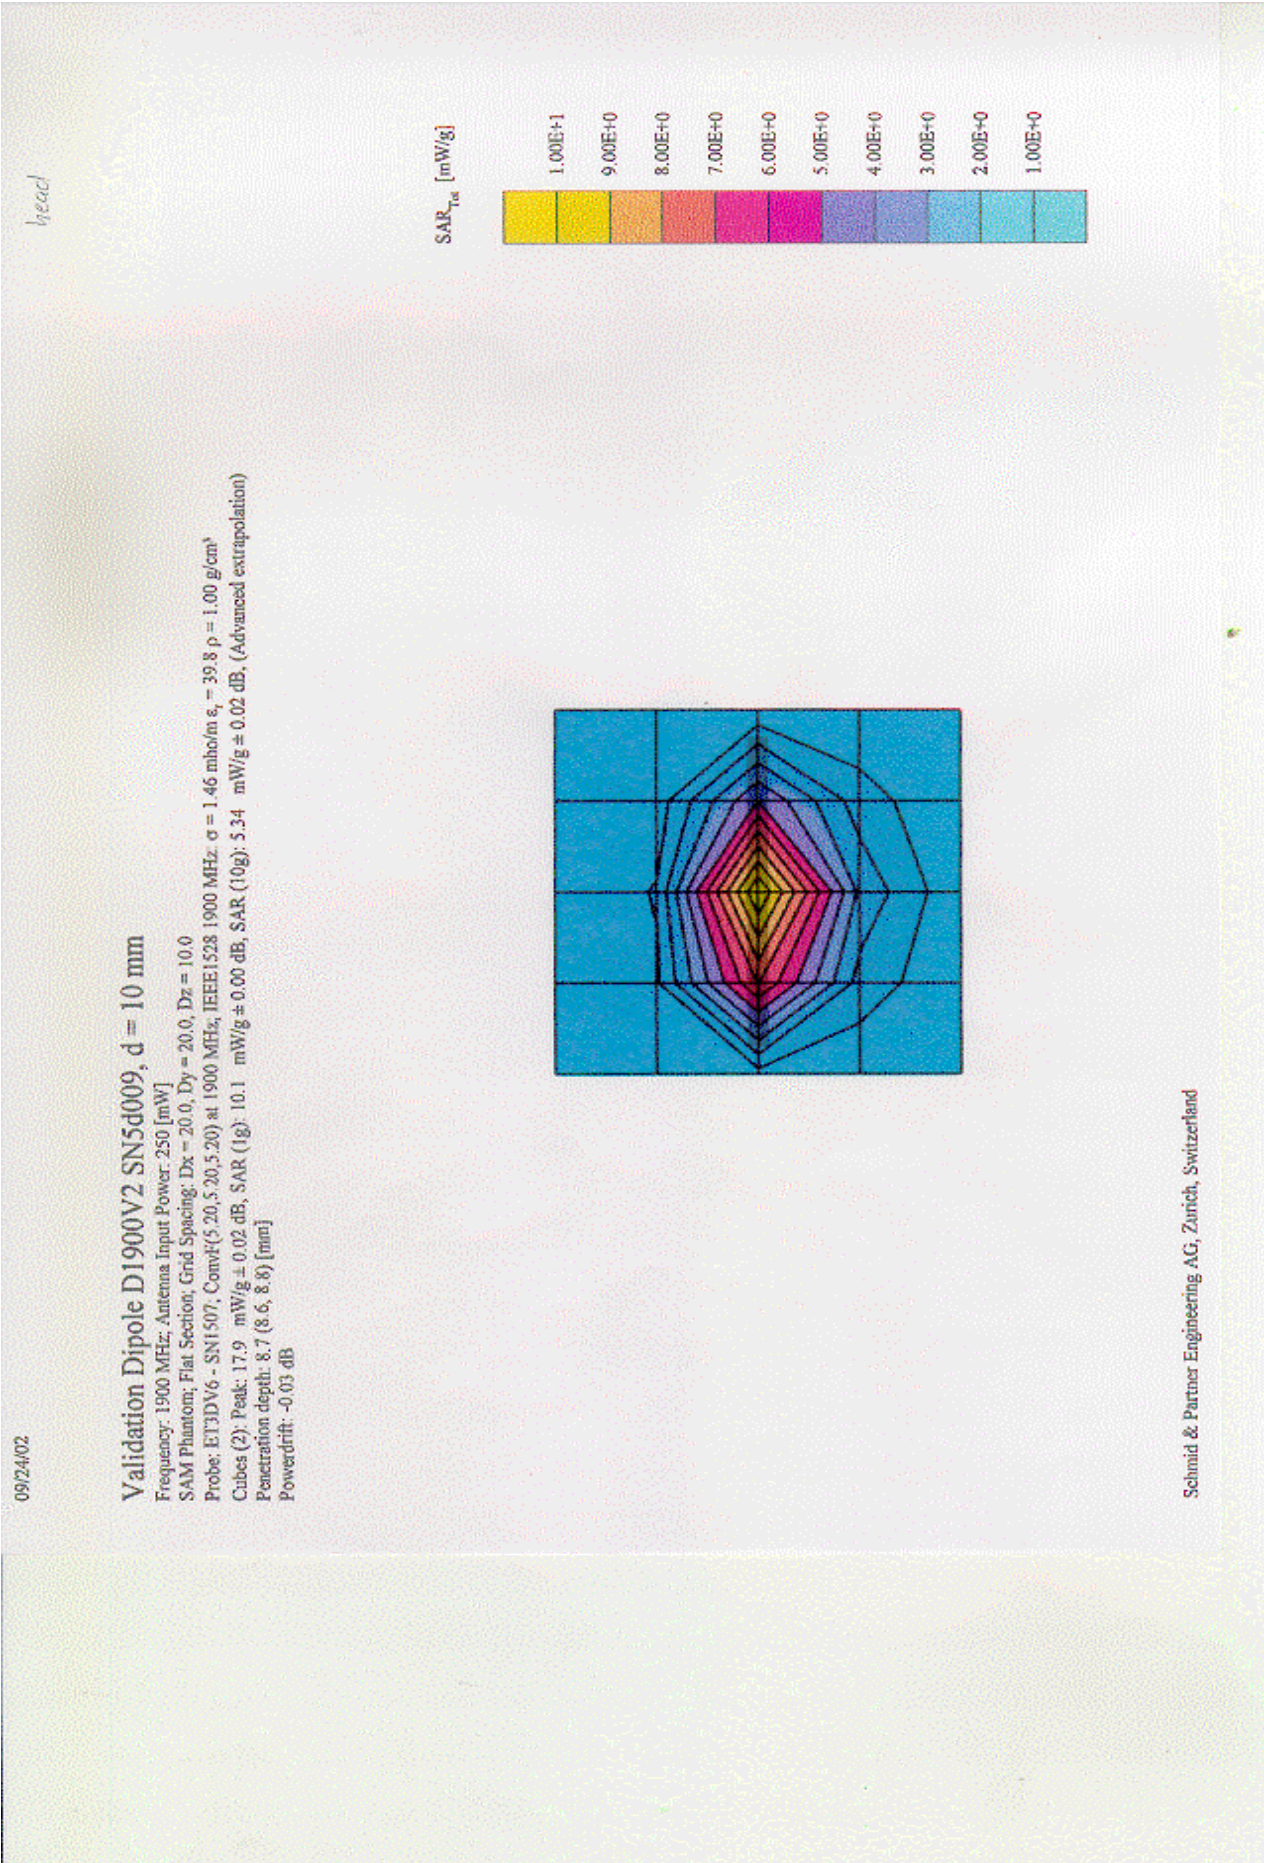 09/24/02
head
Validation Dipole D1900V2 SN5d009, d = 10 mm
Frequency: 1900 MHz; Antenna Input Power: 250 [mW]
SAM Phantom; Flat Section; Grid Spacing: Dx = 20.0, Dy = 20.0, Dz = 10.0
Probe: ET3DV6 - SN1507; ConvF(5.20,5.20,5.20) at 1900 MHz; IEEE1528 1900 MHz: σ = 1.46 mho/m εr = 39.8 ρ = 1.00 g/cm³
Cubes (2): Peak: 17.9 mW/g ± 0.02 dB, SAR (1g): 10.1 mW/g ± 0.00 dB, SAR (10g): 5.34 mW/g ± 0.02 dB, (Advanced extrapolation)
Penetration depth: 8.7 (8.6, 8.8) [mm]
Powerdrift: -0.03 dB
SARTot [mW/g]
1.00E+1
9.00E+0
8.00E+0
7.00E+0
6.00E+0
5.00E+0
4.00E+0
3.00E+0
2.00E+0
1.00E+0
Schmid & Partner Engineering AG, Zurich, Switzerland